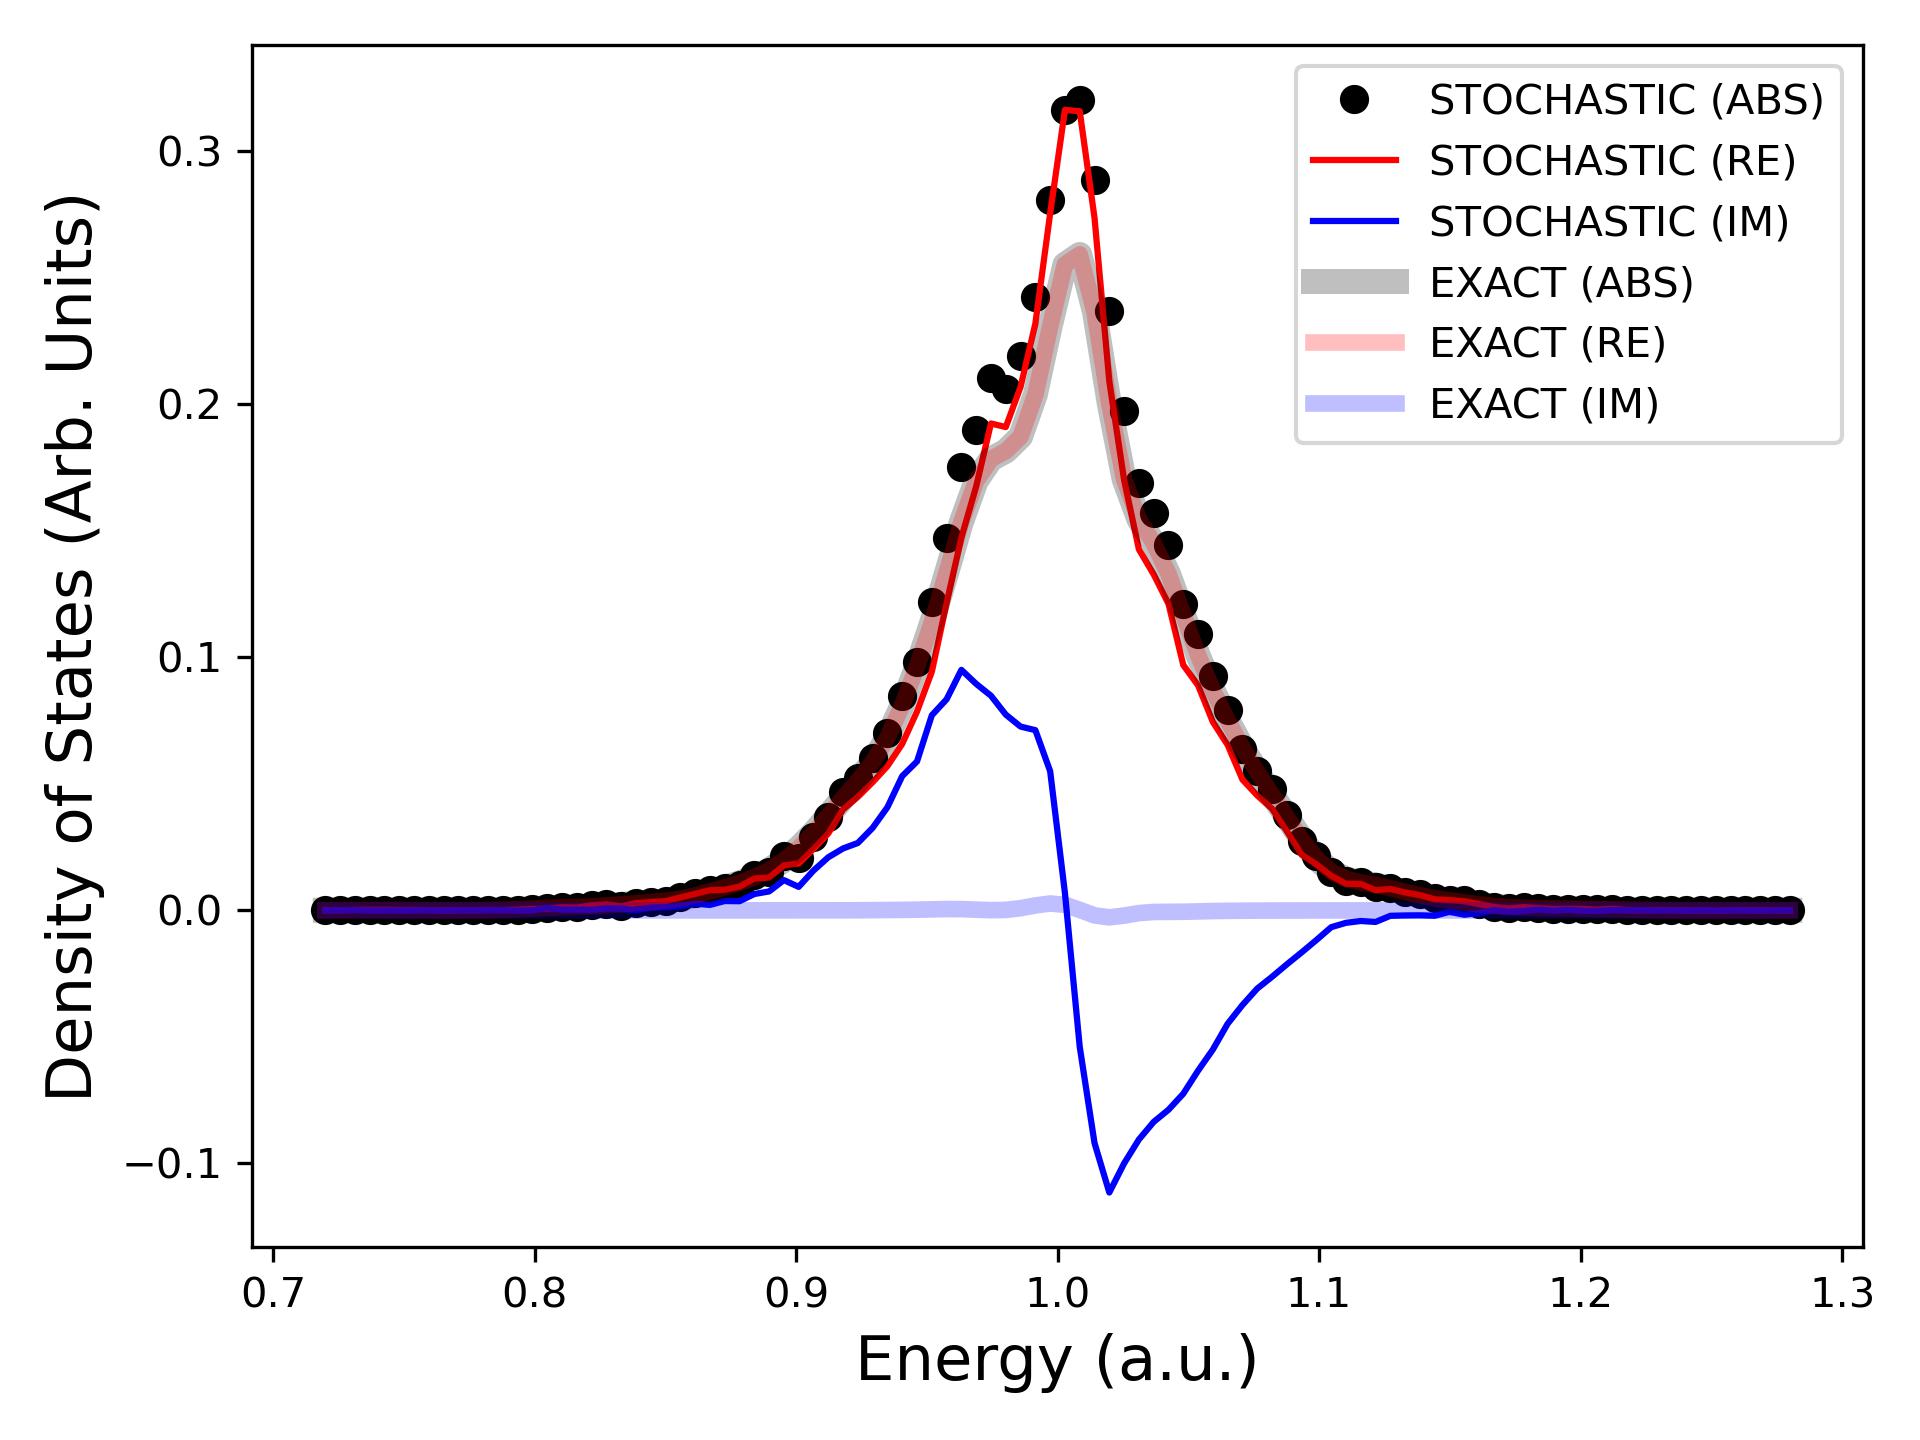 Density of States (Arb. Units)
0.3
0.2
0.1
0.0
−0.1
STOCHASTIC (ABS)
STOCHASTIC (RE)
STOCHASTIC (IM)
EXACT (ABS)
EXACT (RE)
EXACT (IM)
0.7 0.8 0.9 1.0 1.1 1.2 1.3
Energy (a.u.)